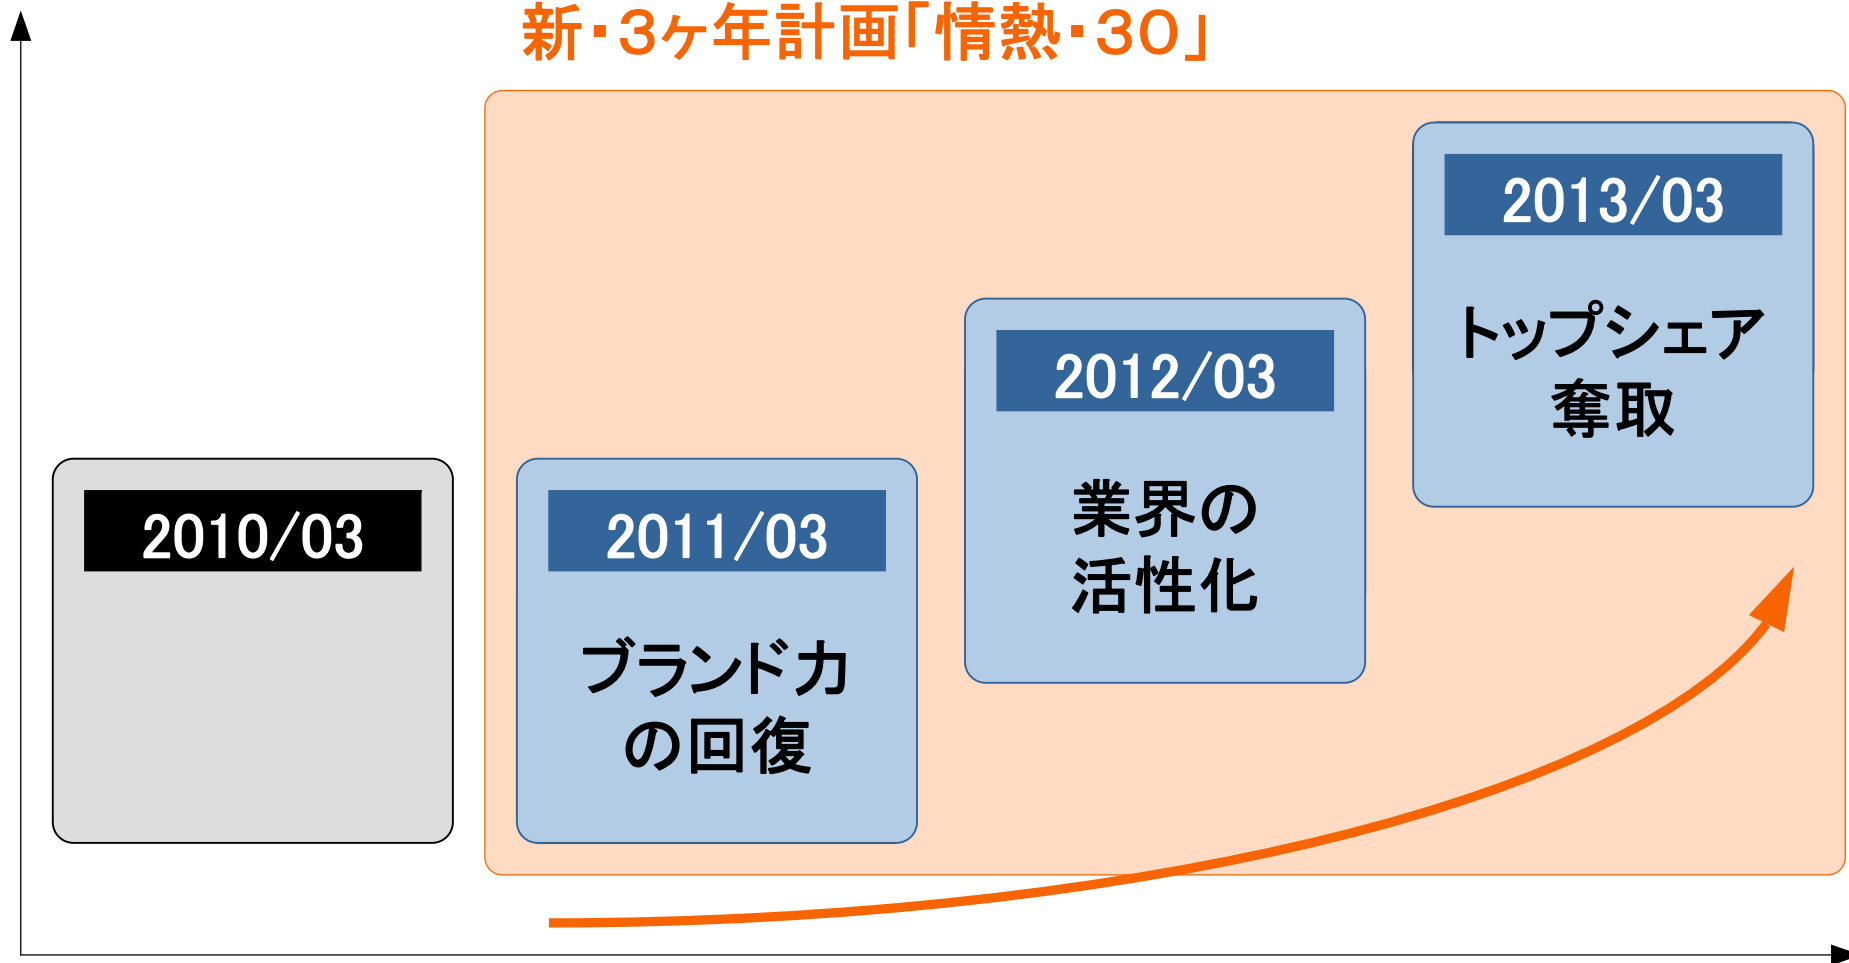 新・3ヶ年計画「情熱・30」
2010/03
2011/03
ブランド力
の回復
2012/03
業界の
活性化
2013/03
トップシェア
奪取